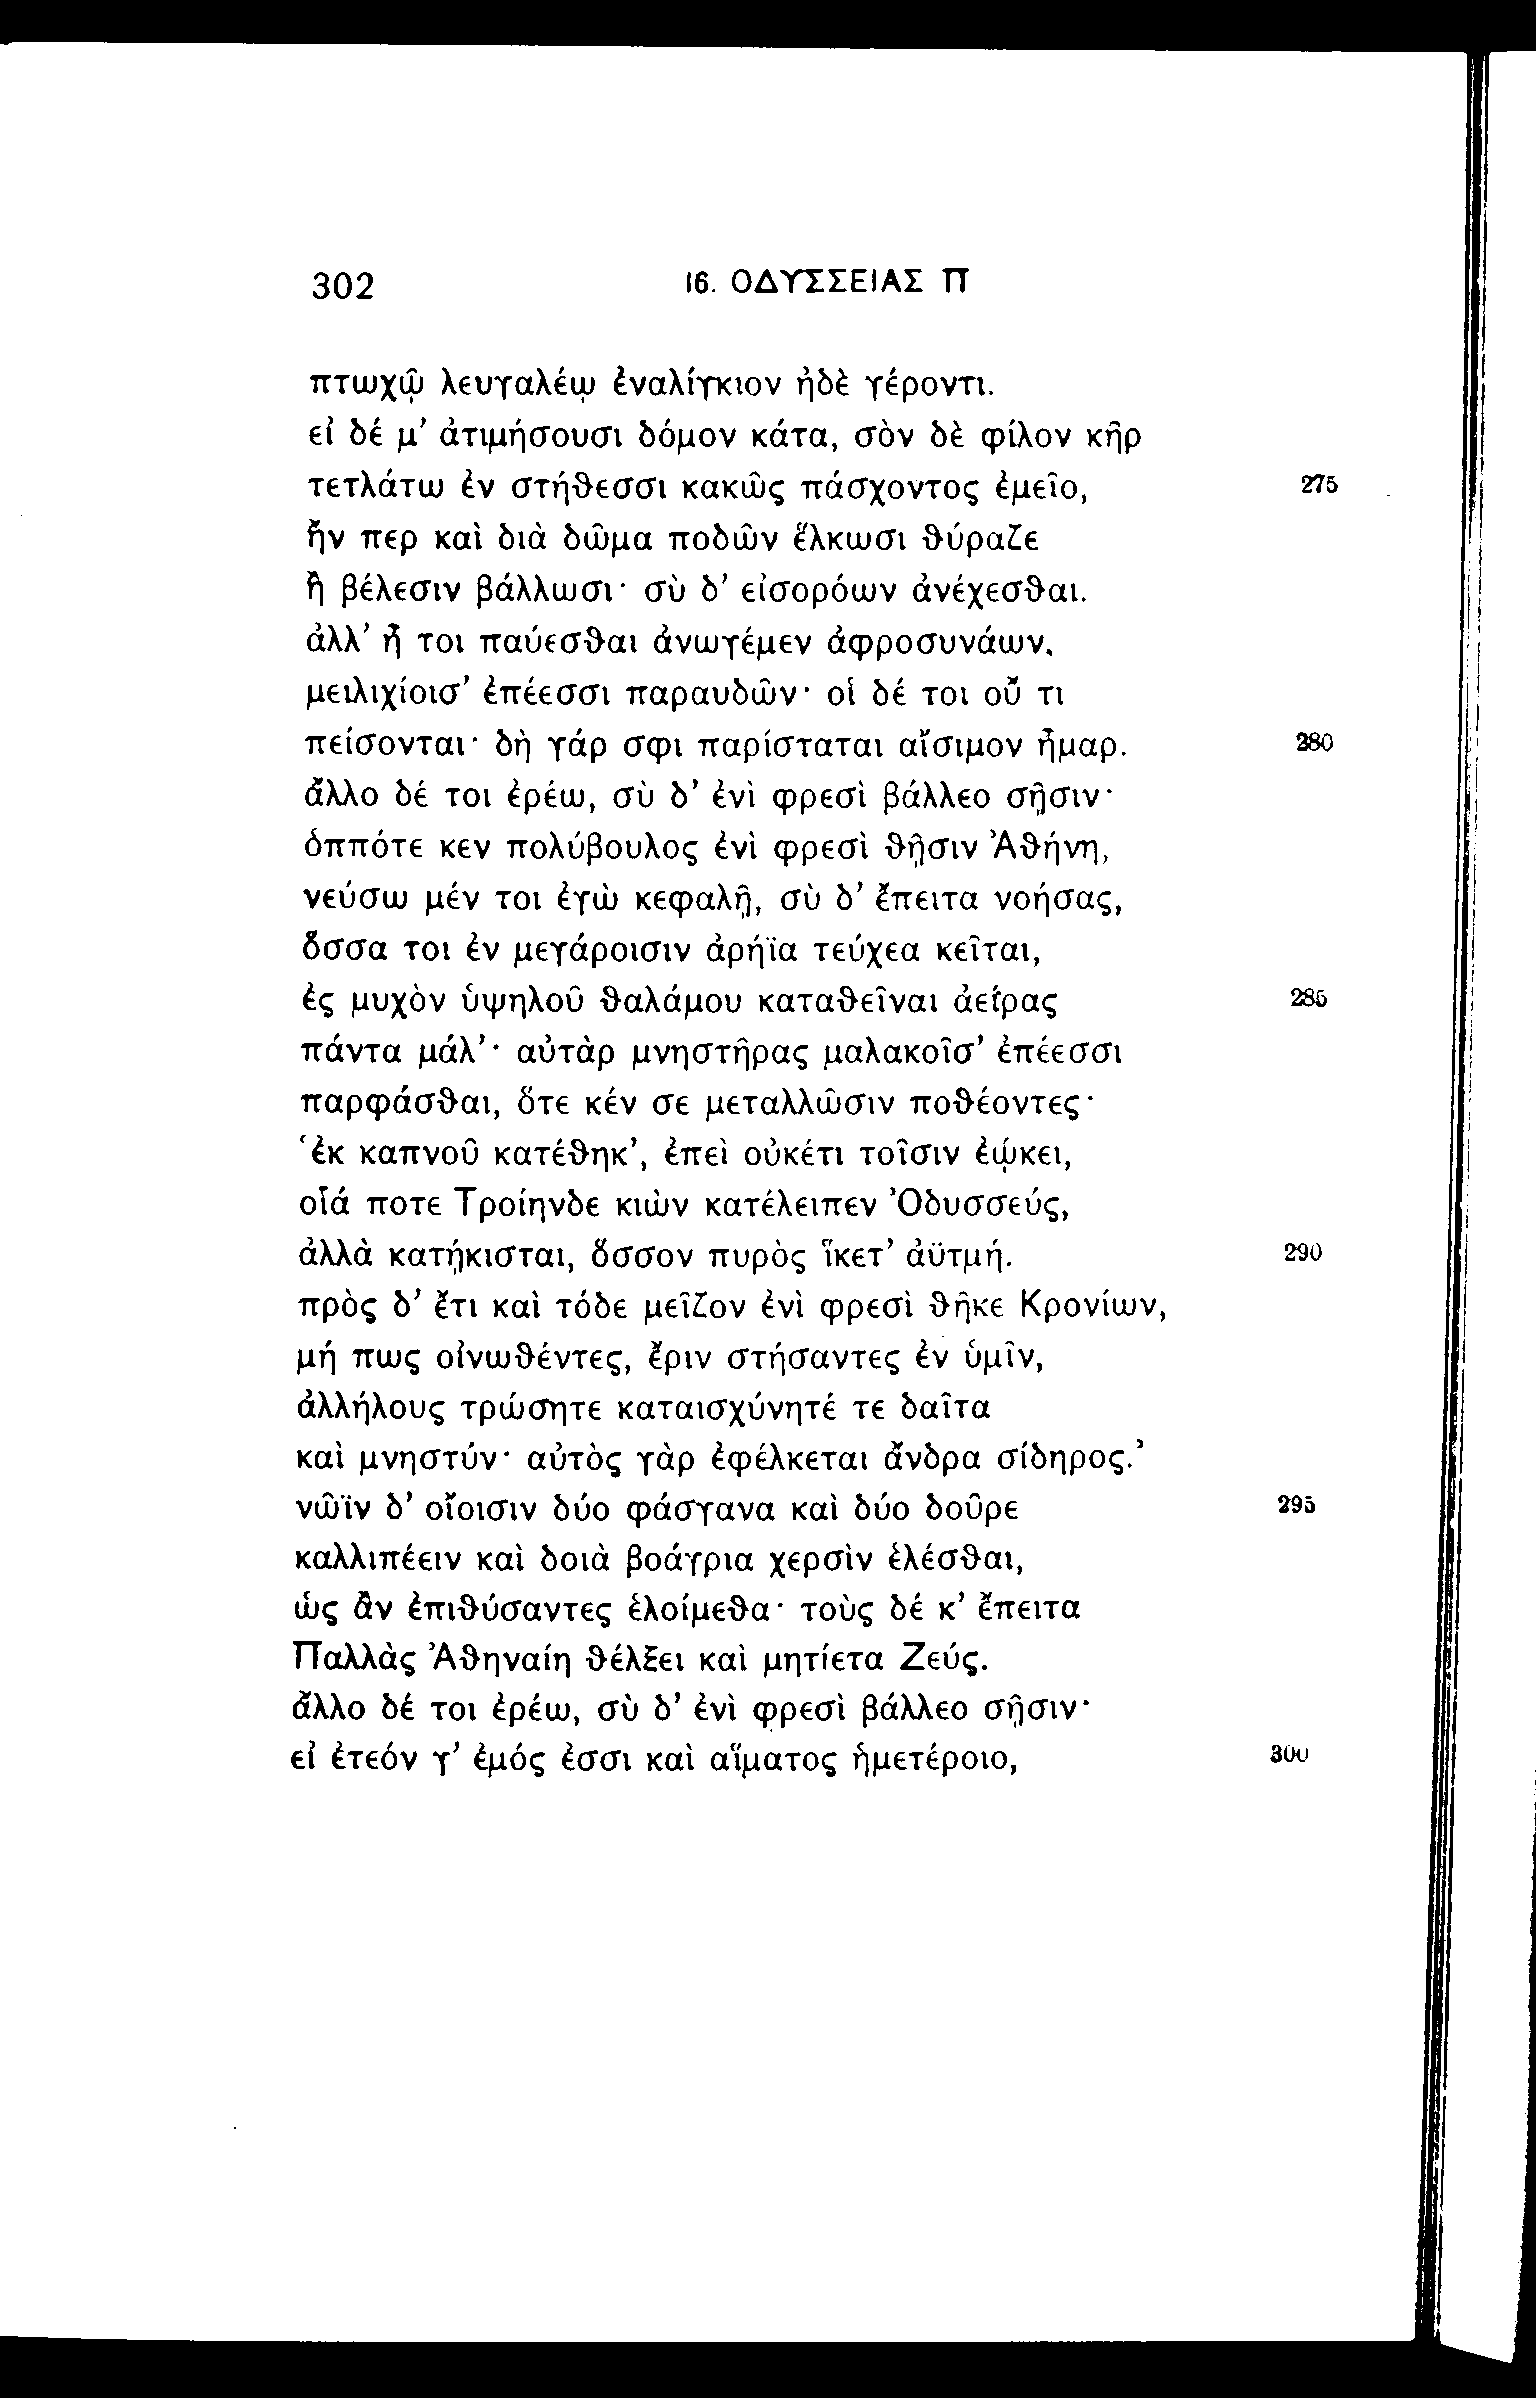 302 16. ΟΔΥΣΣΕΙΑΣ Π
πτωχῷ λευγαλέῳ ἐναλίγκιον ἠδὲ γέροντι.
εἰ δέ μ’ ἀτιμήσουσι δόμον κάτα, σὸν δὲ φίλον κῆρ
τετλάτω ἐν στήθεσσι κακῶς πάσχοντος ἐμεῖο, 275
ἤν περ καὶ διὰ δῶμα ποδῶν ἕλκωσι θύραζε
ἢ βέλεσιν βάλλωσι· σὺ δ’ εἰσορόων ἀνέχεσθαι.
ἀλλ’ ἦ τοι παύεσθαι ἀνωγέμεν ἀφροσυνάων,
μειλιχίοισ’ ἐπέεσσι παραυδῶν· οἱ δέ τοι οὔ τι
πείσονται· δὴ γάρ σφι παρίσταται αἴσιμον ἦμαρ. 280
ἄλλο δέ τοι ἐρέω, σὺ δ’ ἐνὶ φρεσὶ βάλλεο σῇσιν·
ὁππότε κεν πολύβουλος ἐνὶ φρεσὶ θῇσιν Ἀθήνη,
νεύσω μέν τοι ἐγὼ κεφαλῇ, σὺ δ’ ἔπειτα νοήσας,
ὅσσα τοι ἐν μεγάροισιν ἀρήϊα τεύχεα κεῖται,
ἐς μυχὸν ὑψηλοῦ θαλάμου καταθεῖναι ἀείρας 285
πάντα μάλ’· αὐτὰρ μνηστῆρας μαλακοῖσ’ ἐπέεσσι
παρφάσθαι, ὅτε κέν σε μεταλλῶσιν ποθέοντες·
‘ἐκ καπνοῦ κατέθηκ’, ἐπεὶ οὐκέτι τοῖσιν ἐῴκει,
οἷά ποτε Τροίηνδε κιὼν κατέλειπεν Ὀδυσσεύς,
ἀλλὰ κατῄκισται, ὅσσον πυρὸς ἵκετ’ ἀϋτμή. 290
πρὸς δ’ ἔτι καὶ τόδε μεῖζον ἐνὶ φρεσὶ θῆκε Κρονίων,
μή πως οἰνωθέντες, ἔριν στήσαντες ἐν ὑμῖν,
ἀλλήλους τρώσητε καταισχύνητέ τε δαῖτα
καὶ μνηστύν· αὐτὸς γὰρ ἐφέλκεται ἄνδρα σίδηρος.’
νῶϊν δ’ οἴοισιν δύο φάσγανα καὶ δύο δοῦρε 295
καλλιπέειν καὶ δοιὰ βοάγρια χερσὶν ἑλέσθαι,
ὡς ἂν ἐπιθύσαντες ἑλοίμεθα· τοὺς δέ κ’ ἔπειτα
Παλλὰς Ἀθηναίη θέλξει καὶ μητίετα Ζεύς.
ἄλλο δέ τοι ἐρέω, σὺ δ’ ἐνὶ φρεσὶ βάλλεο σῇσιν·
εἰ ἐτεόν γ’ ἐμός ἐσσι καὶ αἵματος ἡμετέροιο, 300